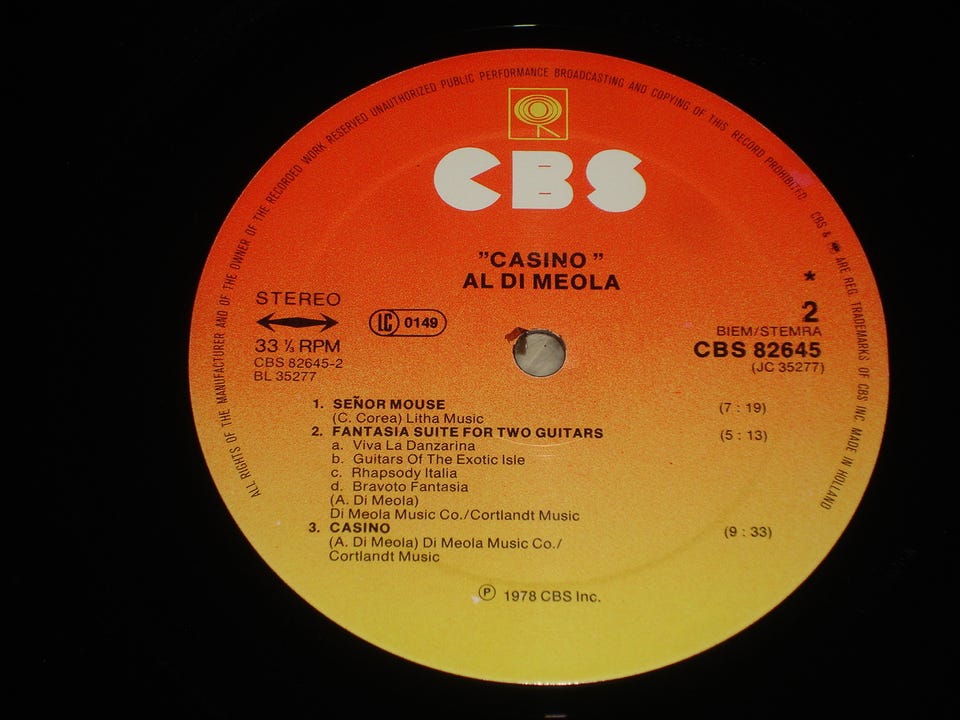 ALL RIGHTS OF THE MANUFACTURER AND OF THE OWNER OF THE RECORDED WORK RESERVED UNAUTHORIZED PUBLIC PERFORMANCE BROADCASTING AND COPYING OF THIS RECORD PROHIBITED. CBS & ARE REG. TRADEMARKS OF CBS INC. MADE IN HOLLAND
CBS
"CASINO"
AL DI MEOLA
STEREO
LC 0149
33 ⅓ RPM
CBS 82645-2
BL 35277
*
2
BIEM/STEMRA
CBS 82645
(JC 35277)
1. SEÑOR MOUSE (7 : 19)
(C. Corea) Litha Music
2. FANTASIA SUITE FOR TWO GUITARS (5 : 13)
a. Viva La Danzarina
b. Guitars Of The Exotic Isle
c. Rhapsody Italia
d. Bravoto Fantasia
(A. Di Meola)
Di Meola Music Co./Cortlandt Music
3. CASINO (9 : 33)
(A. Di Meola) Di Meola Music Co./
Cortlandt Music
℗ 1978 CBS Inc.